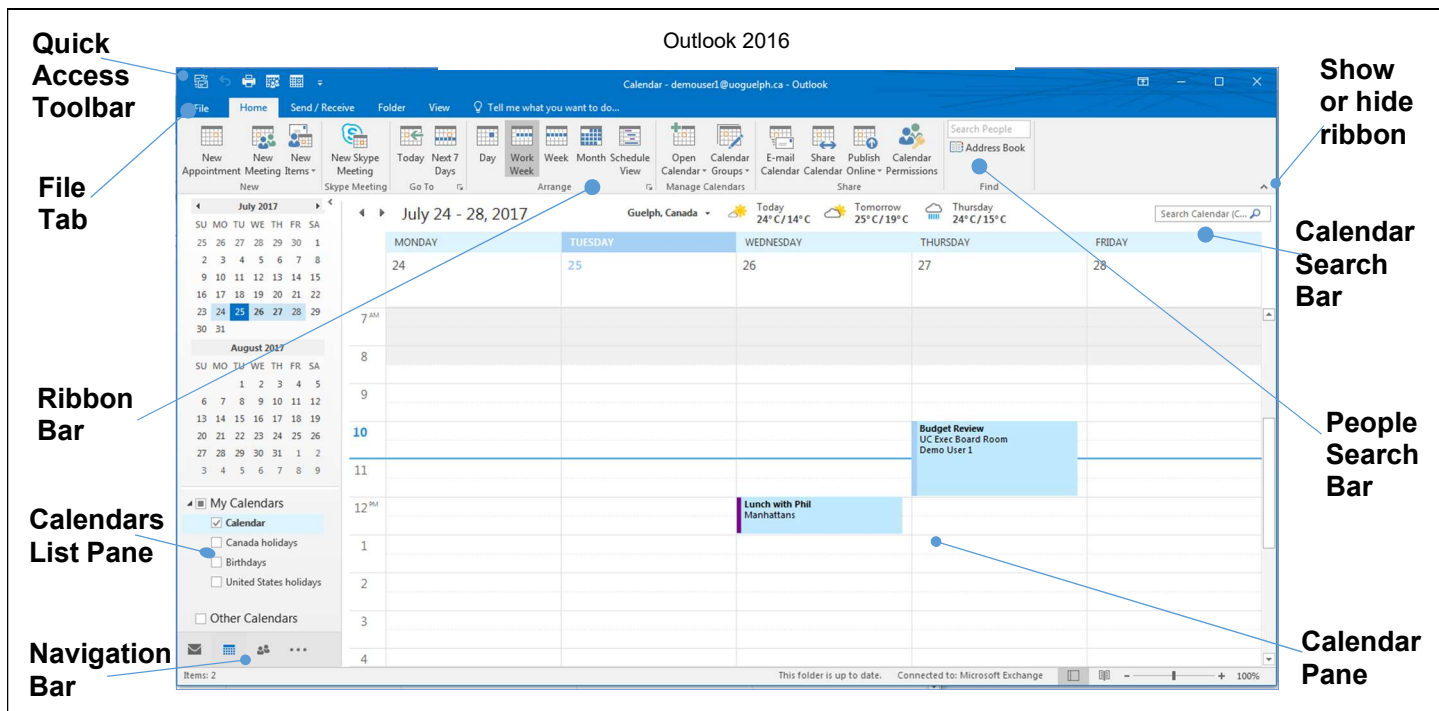 Outlook 2016
Quick
Access
Toolbar
File
Tab
Ribbon
Bar
Calendars
List Pane
Navigation
Bar
Calendar - demouser1@uoguelph.ca - Outlook
File Home Send / Receive Folder View Tell me what you want to do...
New Appointment
New Meeting
New Items
New
New Skype Meeting
Skype Meeting
Today
Next 7 Days
Go To
Day
Work Week
Week
Month
Schedule View
Arrange
Open Calendar
Calendar Groups
Manage Calendars
E-mail Calendar
Share Calendar
Publish Online
Calendar Permissions
Share
Search People
Address Book
Find
July 2017
SU MO TU WE TH FR SA
25 26 27 28 29 30 1
2 3 4 5 6 7 8
9 10 11 12 13 14 15
16 17 18 19 20 21 22
23 24 25 26 27 28 29
30 31
August 2017
SU MO TU WE TH FR SA
1 2 3 4 5
6 7 8 9 10 11 12
13 14 15 16 17 18 19
20 21 22 23 24 25 26
27 28 29 30 31 1 2
3 4 5 6 7 8 9
My Calendars
Calendar
Canada holidays
Birthdays
United States holidays
Other Calendars
July 24 - 28, 2017
Guelph, Canada
Today
24° C / 14° C
Tomorrow
25° C / 19° C
Thursday
24° C / 15° C
Search Calendar (C...
MONDAY TUESDAY WEDNESDAY THURSDAY FRIDAY
24 25 26 27 28
7 AM
8
9
10
11
12 PM
1
2
3
4
Budget Review
UC Exec Board Room
Demo User 1
Lunch with Phil
Manhattans
Items: 2
This folder is up to date. Connected to: Microsoft Exchange
- + 100%
Show
or hide
ribbon
Calendar
Search
Bar
People
Search
Bar
Calendar
Pane